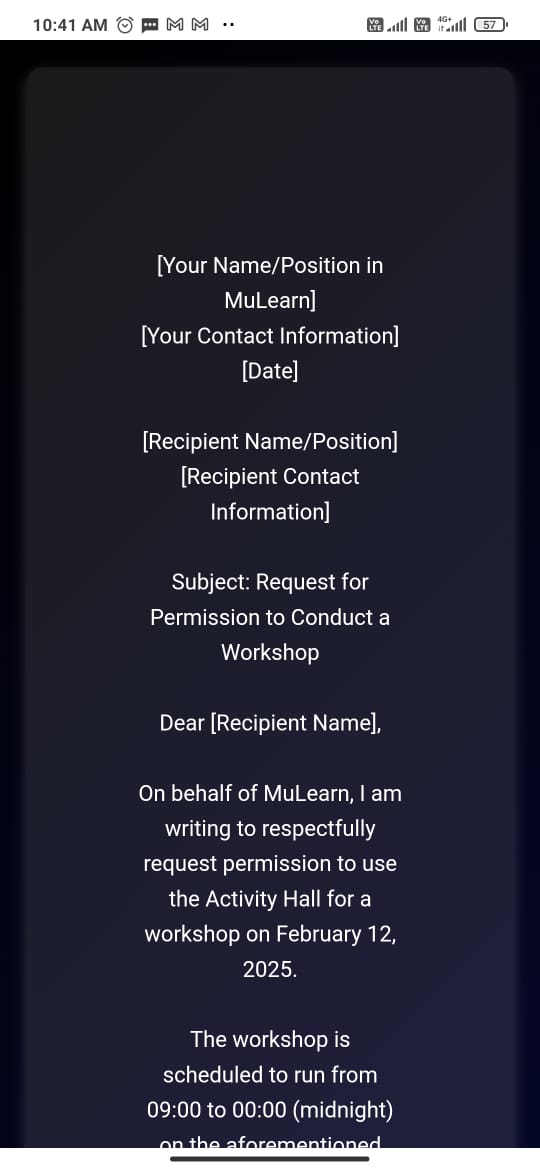 10:41 AM
Vo LTE
Vo LTE
4G+
57
[Your Name/Position in
MuLearn]
[Your Contact Information]
[Date]
[Recipient Name/Position]
[Recipient Contact
Information]
Subject: Request for
Permission to Conduct a
Workshop
Dear [Recipient Name],
On behalf of MuLearn, I am
writing to respectfully
request permission to use
the Activity Hall for a
workshop on February 12,
2025.
The workshop is
scheduled to run from
09:00 to 00:00 (midnight)
on the aforementioned